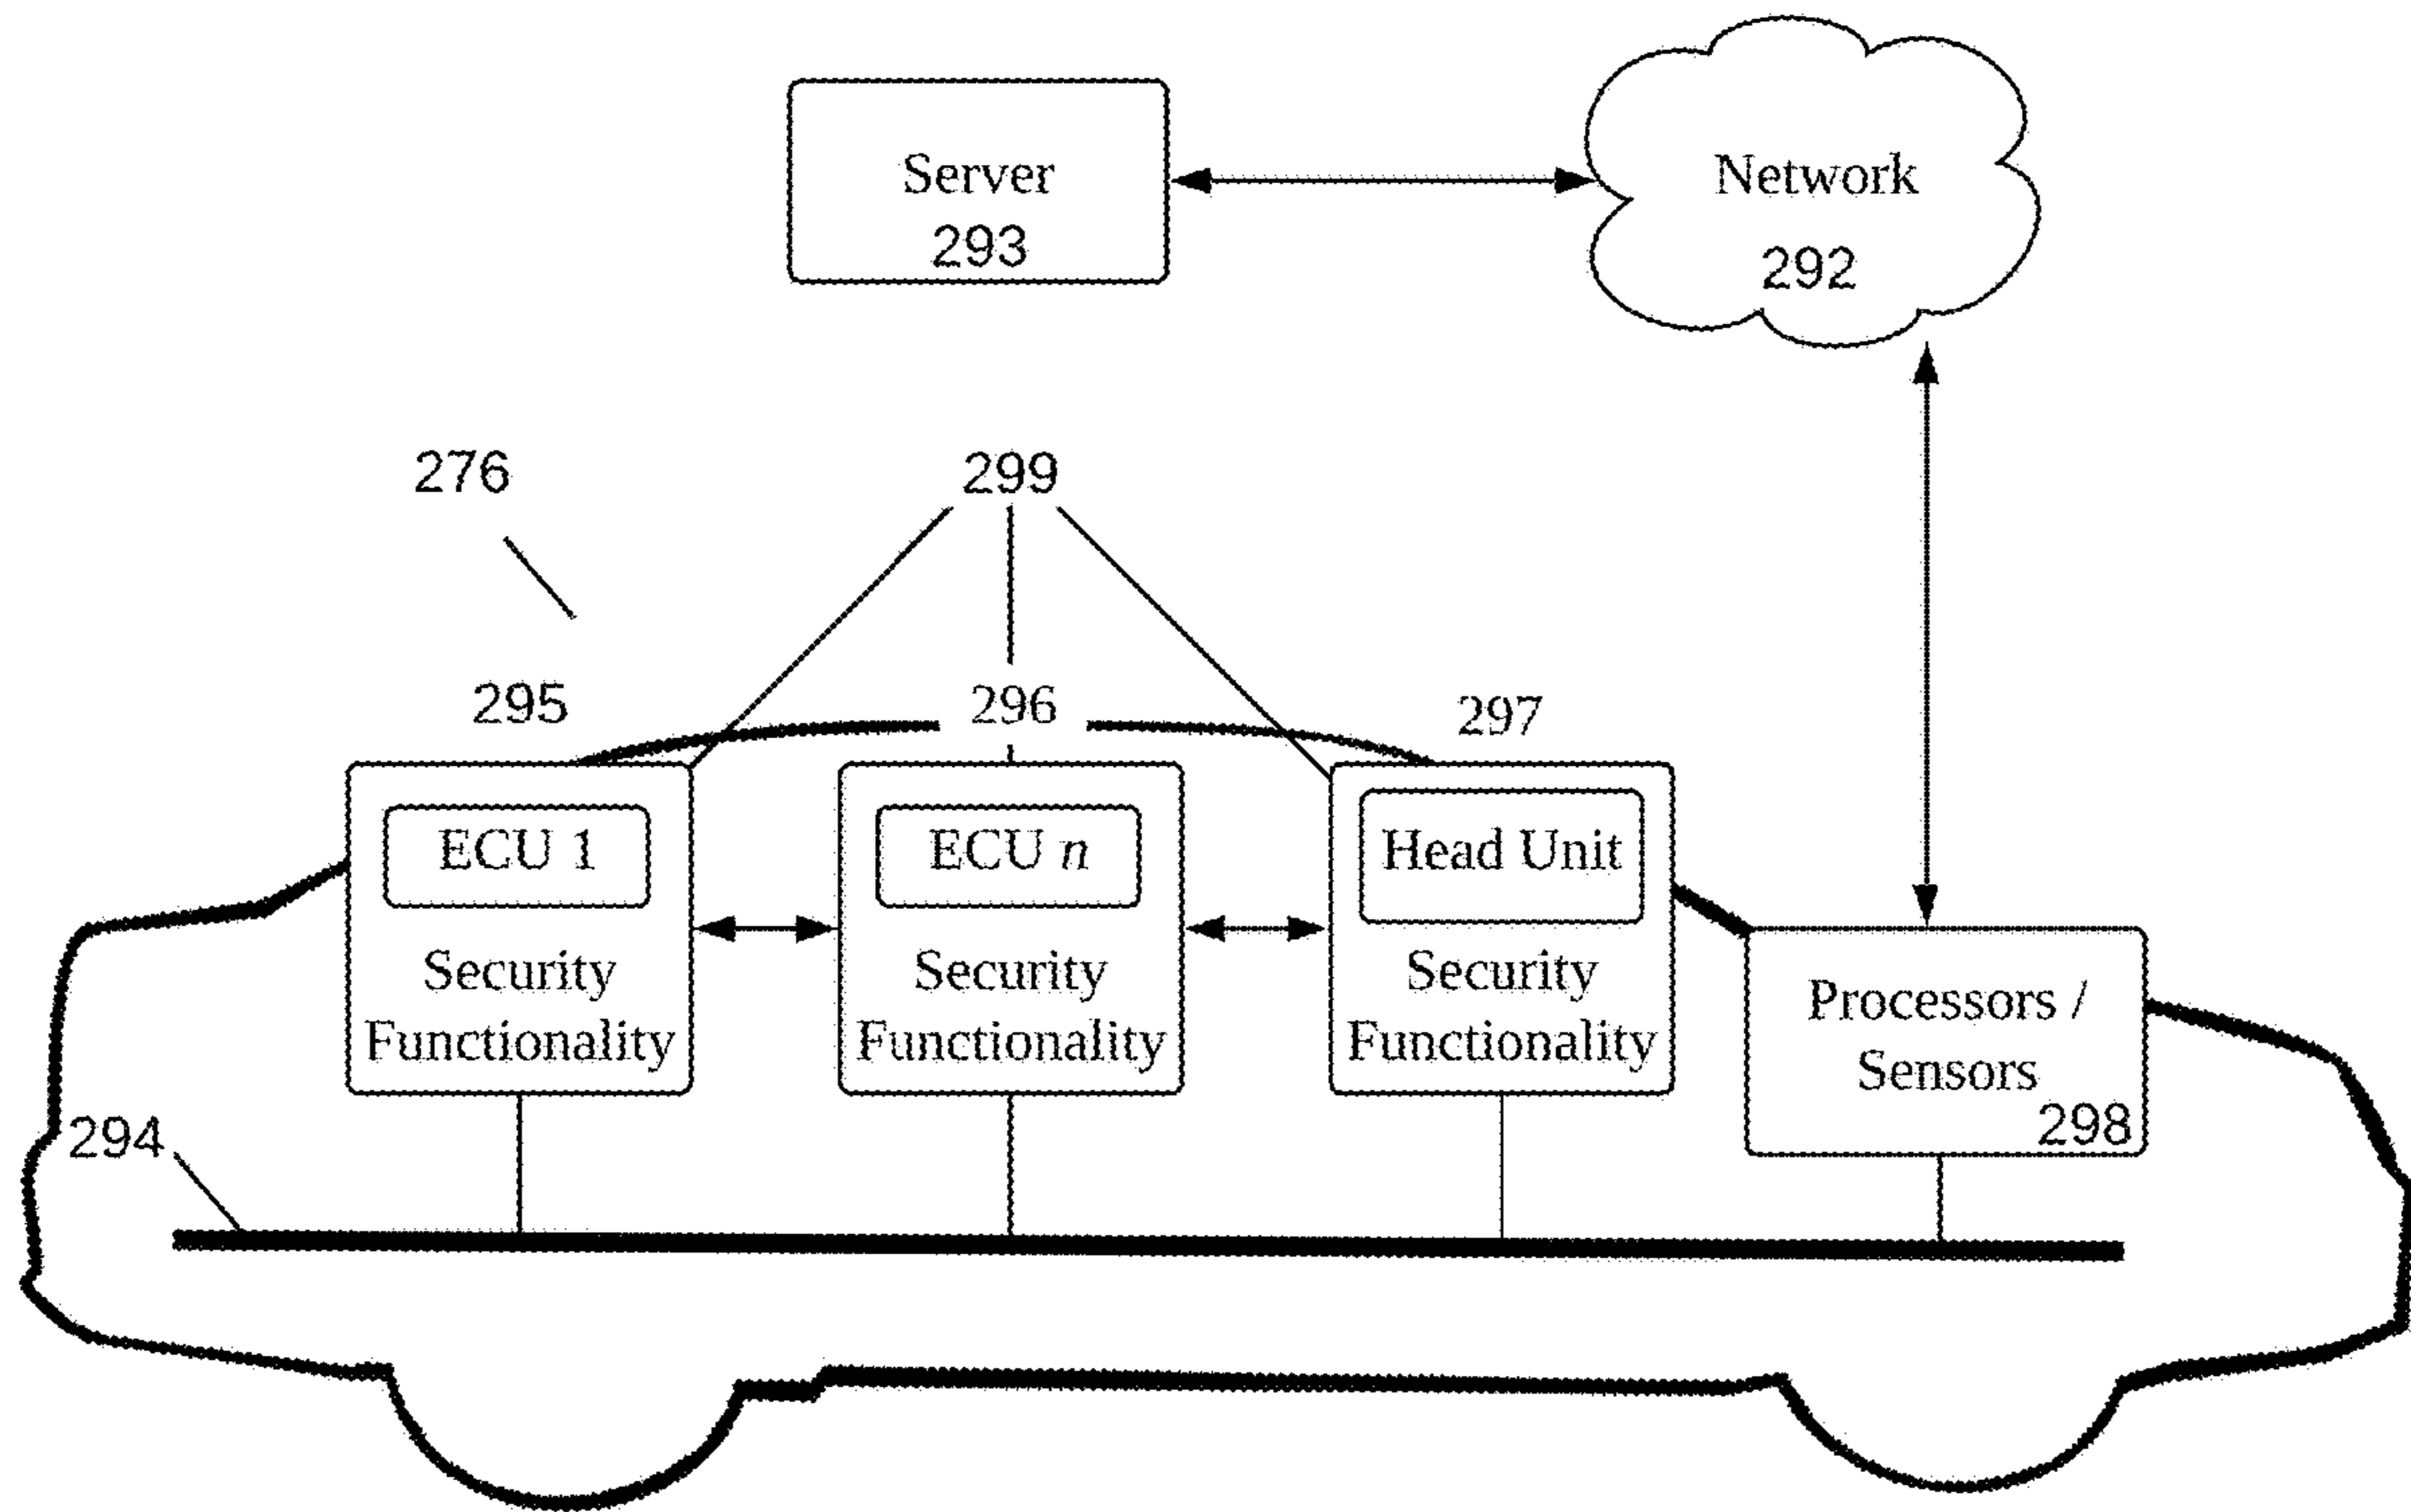 Server
293
Network
292
276
299
295
296
297
ECU 1
Security
Functionality
ECU n
Security
Functionality
Head Unit
Security
Functionality
Processors /
Sensors
298
294